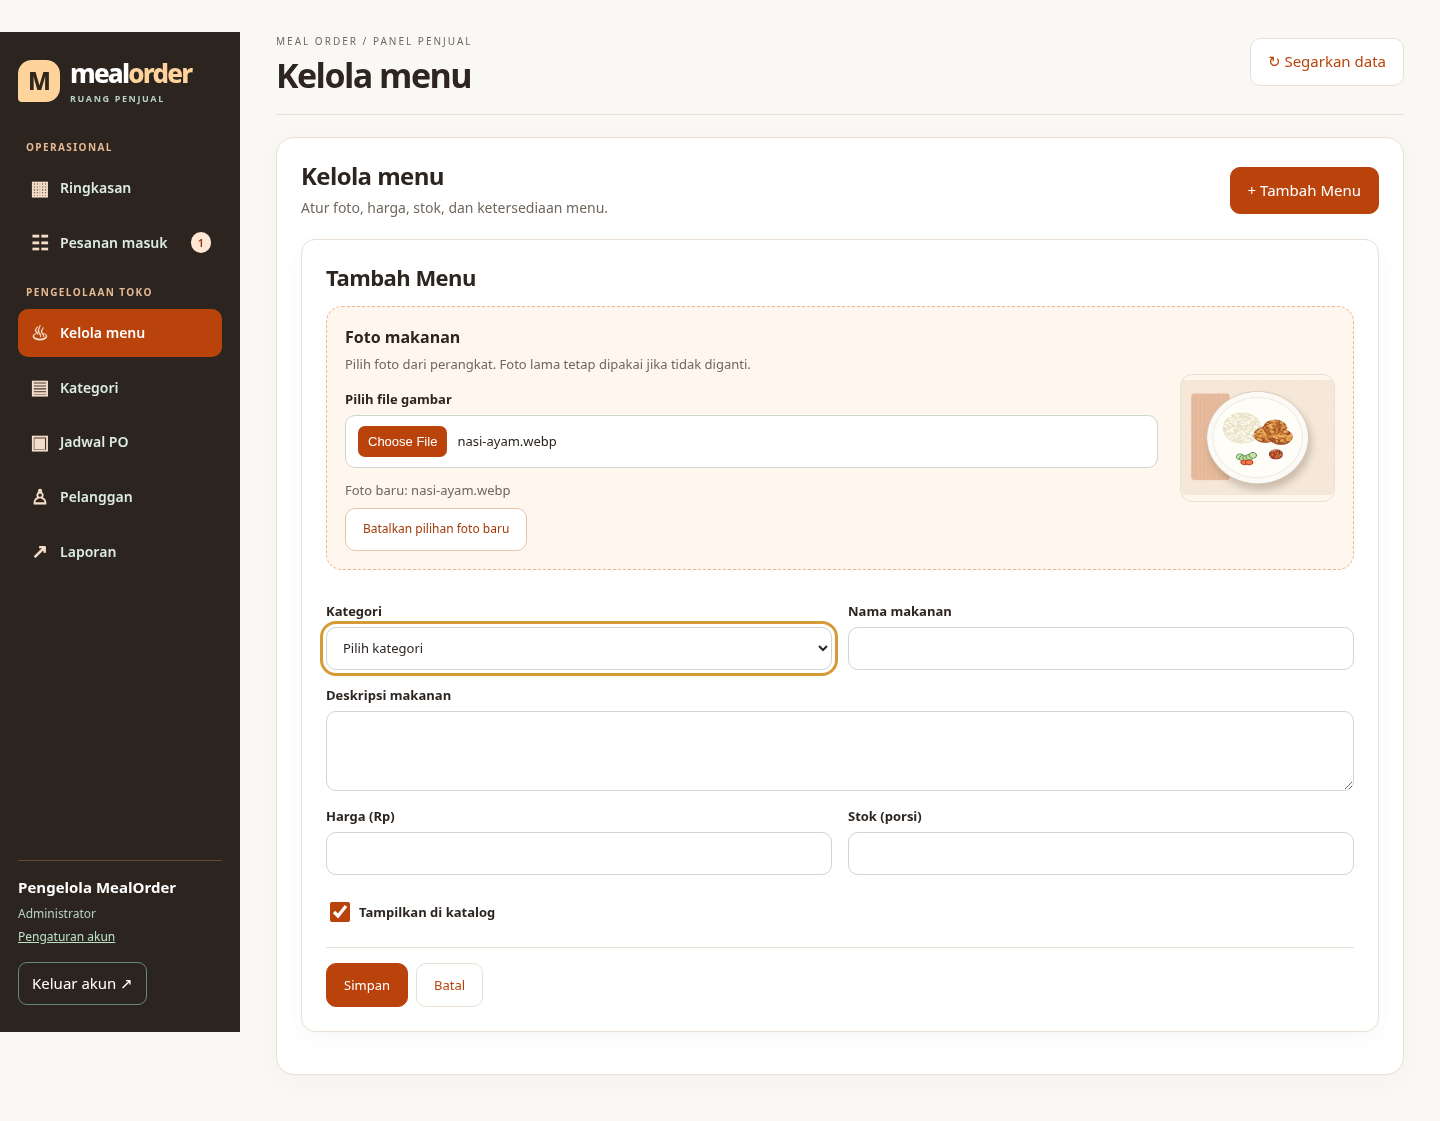 M
mealorder
RUANG PENJUAL
OPERASIONAL
Ringkasan
Pesanan masuk 1
PENGELOLAAN TOKO
Kelola menu
Kategori
Jadwal PO
Pelanggan
Laporan
Pengelola MealOrder
Administrator
Pengaturan akun
Keluar akun ↗
MEAL ORDER / PANEL PENJUAL
Kelola menu
↻ Segarkan data
Kelola menu
Atur foto, harga, stok, dan ketersediaan menu.
+ Tambah Menu
Tambah Menu
Foto makanan
Pilih foto dari perangkat. Foto lama tetap dipakai jika tidak diganti.
Pilih file gambar
Choose File nasi-ayam.webp
Foto baru: nasi-ayam.webp
Batalkan pilihan foto baru
Kategori
Pilih kategori
Nama makanan
Deskripsi makanan
Harga (Rp)
Stok (porsi)
Tampilkan di katalog
Simpan
Batal